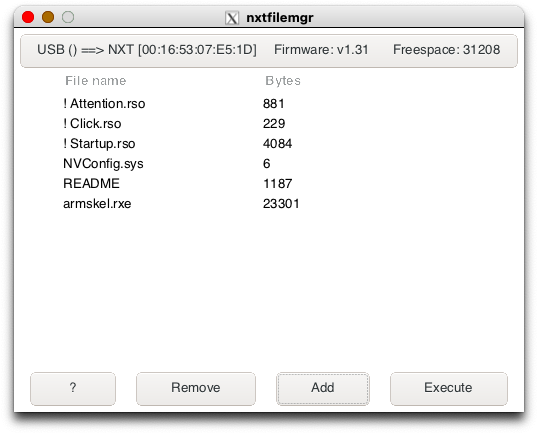 nxtfilemgr
USB () ==> NXT [00:16:53:07:E5:1D] Firmware: v1.31 Freespace: 31208
File name Bytes
! Attention.rso 881
! Click.rso 229
! Startup.rso 4084
NVConfig.sys 6
README 1187
armskel.rxe 23301
? Remove Add Execute